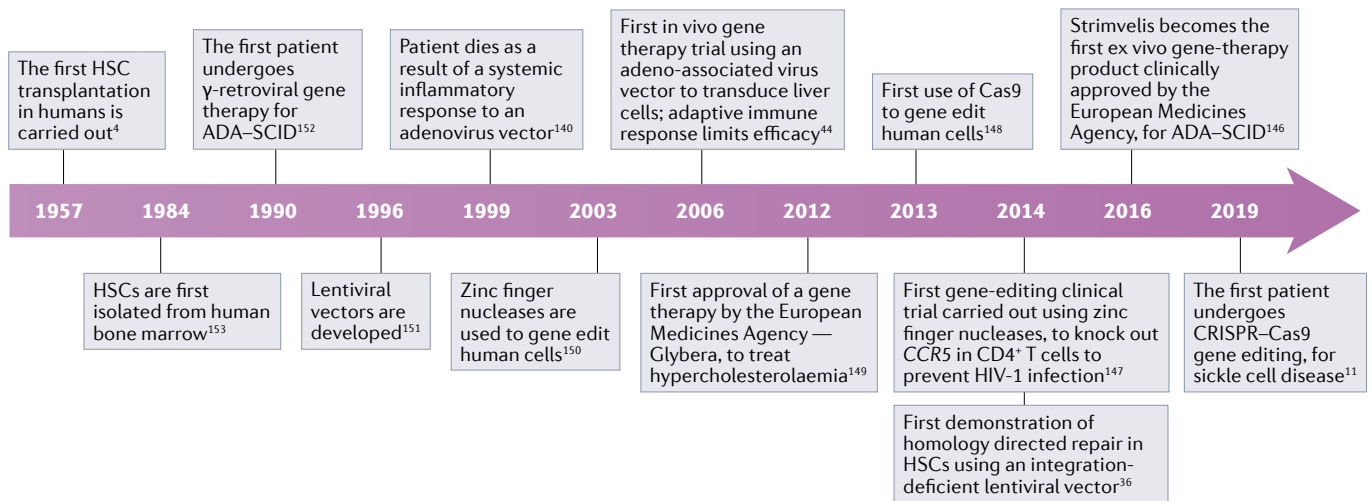 The first HSC
transplantation
in humans is
carried out⁴
The first patient
undergoes
γ-retroviral gene
therapy for
ADA–SCID¹⁵²
Patient dies as a
result of a systemic
inflammatory
response to an
adenovirus vector¹⁴⁰
First in vivo gene
therapy trial using an
adeno-associated virus
vector to transduce liver
cells; adaptive immune
response limits efficacy⁴⁴
First use of Cas9
to gene edit
human cells¹⁴⁸
Strimvelis becomes the
first ex vivo gene-therapy
product clinically
approved by the
European Medicines
Agency, for ADA–SCID¹⁴⁶
1957 1984 1990 1996 1999 2003 2006 2012 2013 2014 2016 2019
HSCs are first
isolated from human
bone marrow¹⁵³
Lentiviral
vectors are
developed¹⁵¹
Zinc finger
nucleases are
used to gene edit
human cells¹⁵⁰
First approval of a gene
therapy by the European
Medicines Agency —
Glybera, to treat
hypercholesterolaemia¹⁴⁹
First gene-editing clinical
trial carried out using zinc
finger nucleases, to knock out
CCR5 in CD4⁺ T cells to
prevent HIV-1 infection¹⁴⁷
First demonstration of
homology directed repair in
HSCs using an integration-
deficient lentiviral vector³⁶
The first patient
undergoes
CRISPR–Cas9
gene editing, for
sickle cell disease¹¹